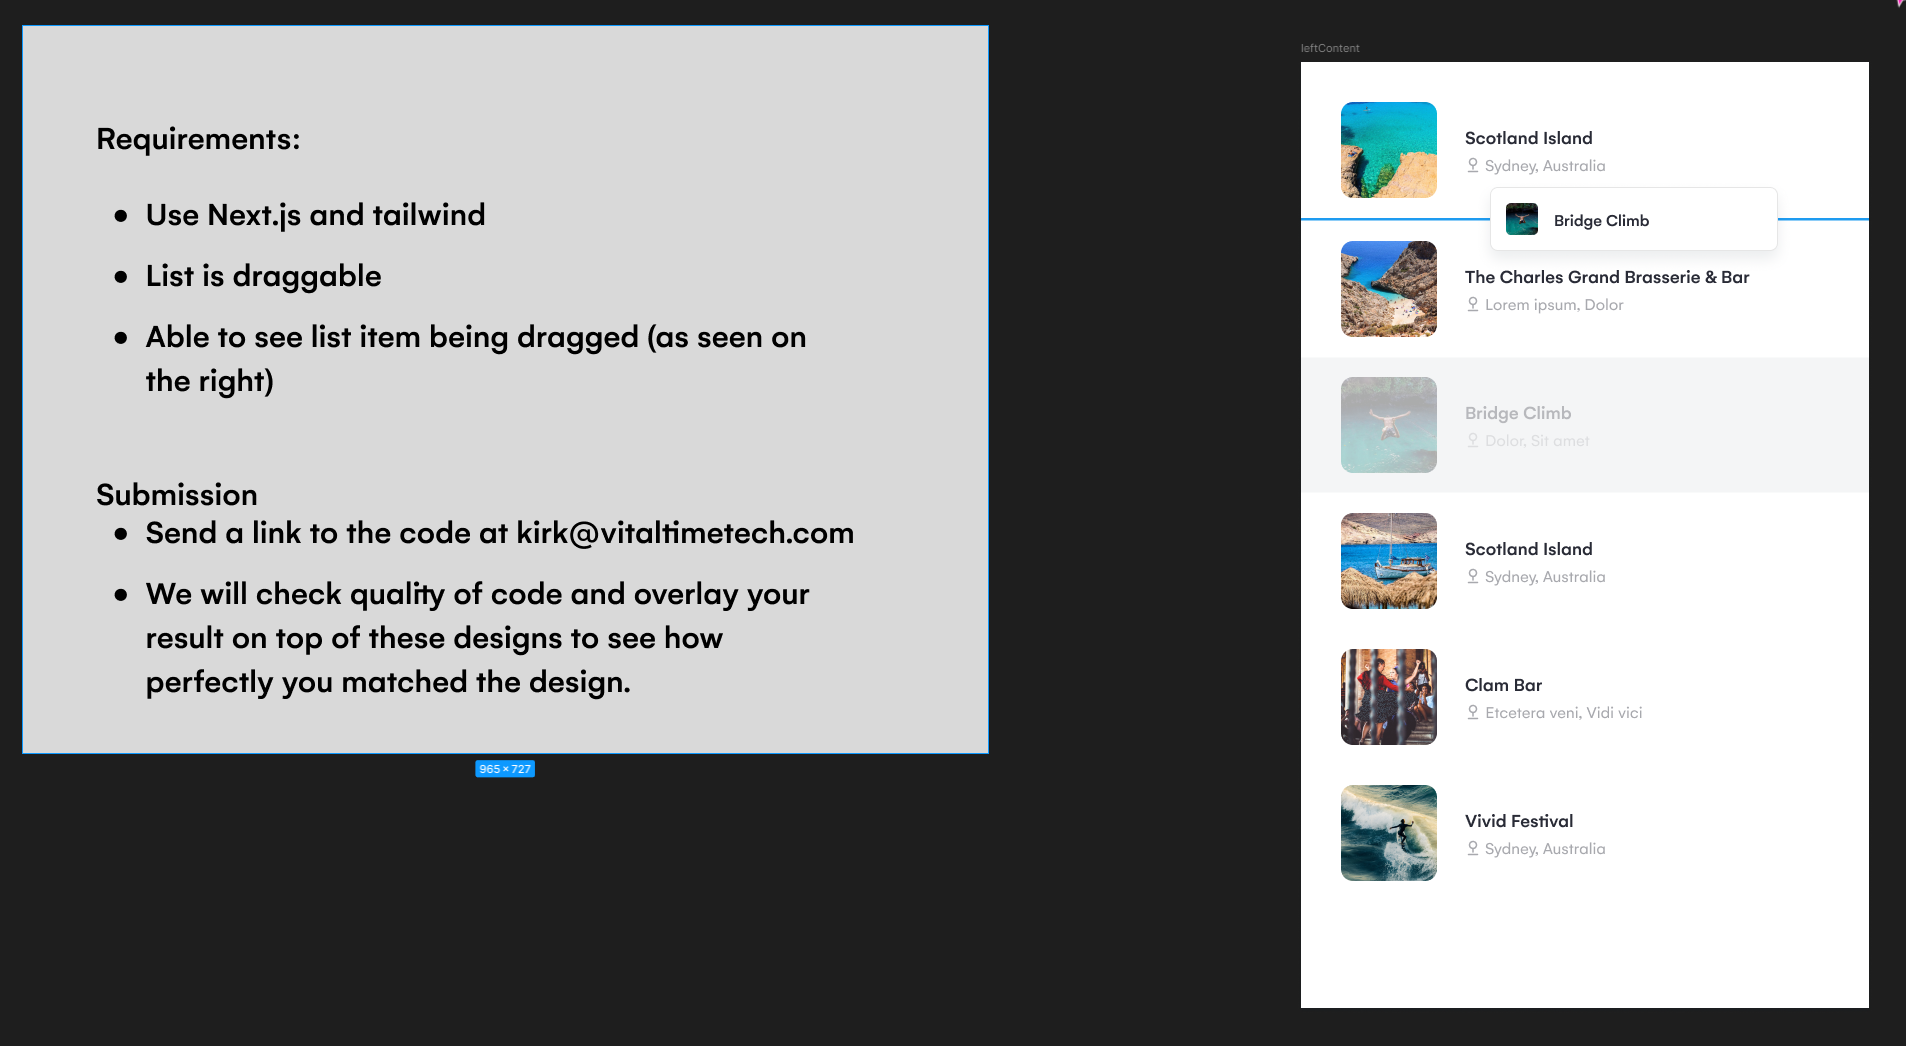 Requirements:
● Use Next.js and tailwind
● List is draggable
● Able to see list item being dragged (as seen on
the right)
Submission
● Send a link to the code at kirk@vitaltimetech.com
● We will check quality of code and overlay your
result on top of these designs to see how
perfectly you matched the design.
965 × 727
leftContent
Scotland Island
Sydney, Australia
Bridge Climb
The Charles Grand Brasserie & Bar
Lorem ipsum, Dolor
Bridge Climb
Dolor, Sit amet
Scotland Island
Sydney, Australia
Clam Bar
Etcetera veni, Vidi vici
Vivid Festival
Sydney, Australia